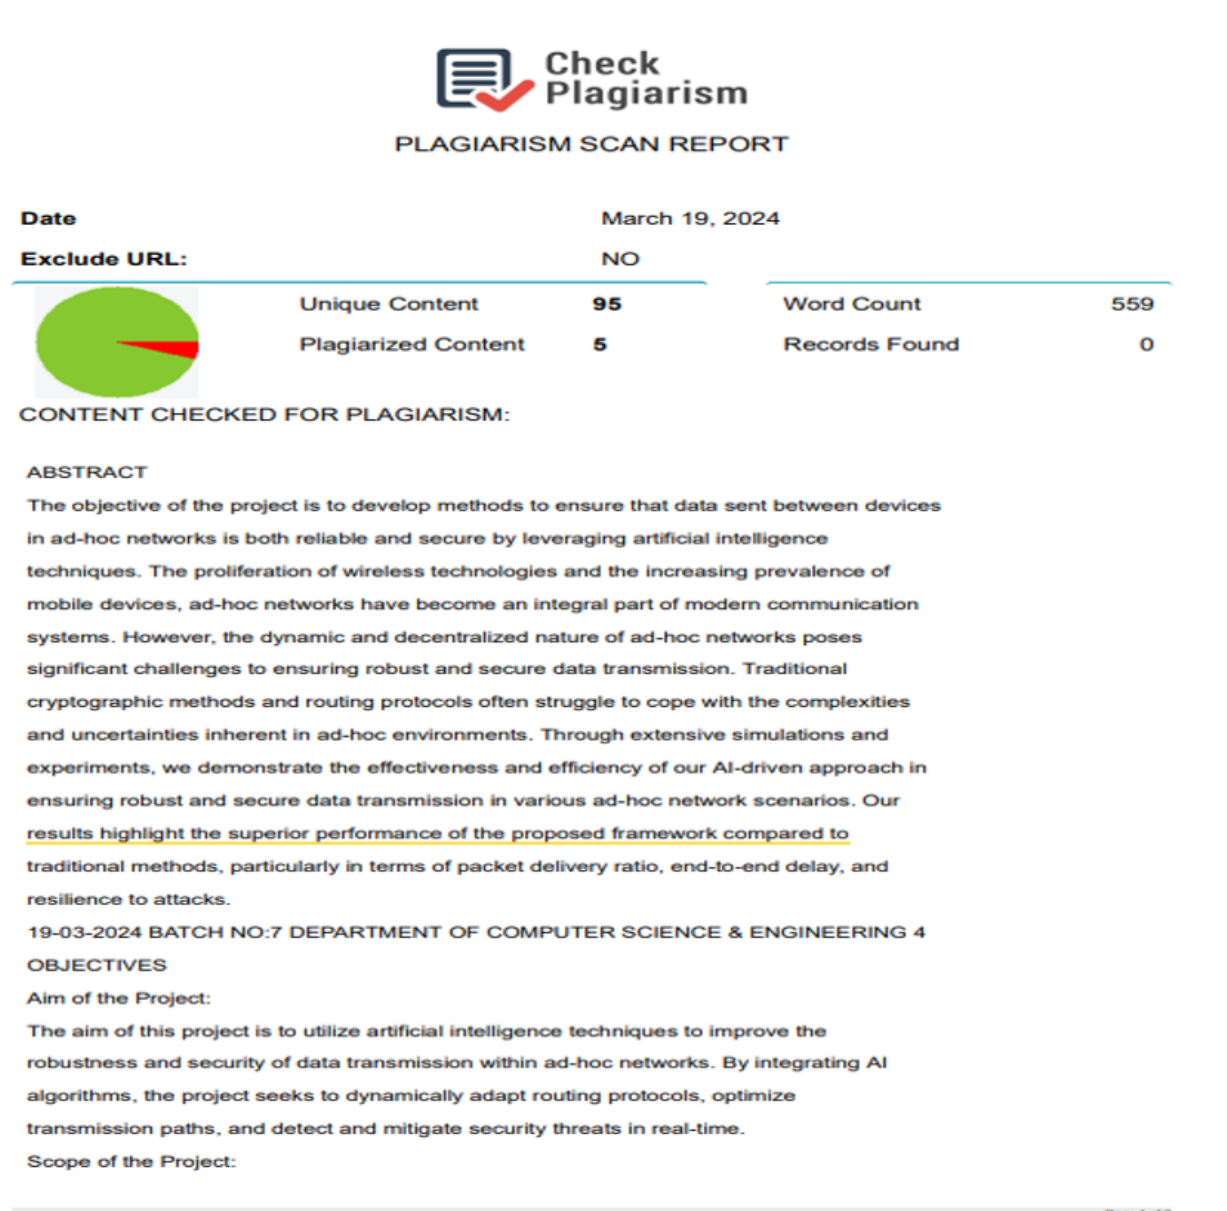 Check
Plagiarism
PLAGIARISM SCAN REPORT
Date March 19, 2024
Exclude URL: NO
Unique Content 95 Word Count 559
Plagiarized Content 5 Records Found 0
CONTENT CHECKED FOR PLAGIARISM:
ABSTRACT
The objective of the project is to develop methods to ensure that data sent between devices
in ad-hoc networks is both reliable and secure by leveraging artificial intelligence
techniques. The proliferation of wireless technologies and the increasing prevalence of
mobile devices, ad-hoc networks have become an integral part of modern communication
systems. However, the dynamic and decentralized nature of ad-hoc networks poses
significant challenges to ensuring robust and secure data transmission. Traditional
cryptographic methods and routing protocols often struggle to cope with the complexities
and uncertainties inherent in ad-hoc environments. Through extensive simulations and
experiments, we demonstrate the effectiveness and efficiency of our AI-driven approach in
ensuring robust and secure data transmission in various ad-hoc network scenarios. Our
results highlight the superior performance of the proposed framework compared to
traditional methods, particularly in terms of packet delivery ratio, end-to-end delay, and
resilience to attacks.
19-03-2024 BATCH NO:7 DEPARTMENT OF COMPUTER SCIENCE & ENGINEERING 4
OBJECTIVES
Aim of the Project:
The aim of this project is to utilize artificial intelligence techniques to improve the
robustness and security of data transmission within ad-hoc networks. By integrating AI
algorithms, the project seeks to dynamically adapt routing protocols, optimize
transmission paths, and detect and mitigate security threats in real-time.
Scope of the Project: